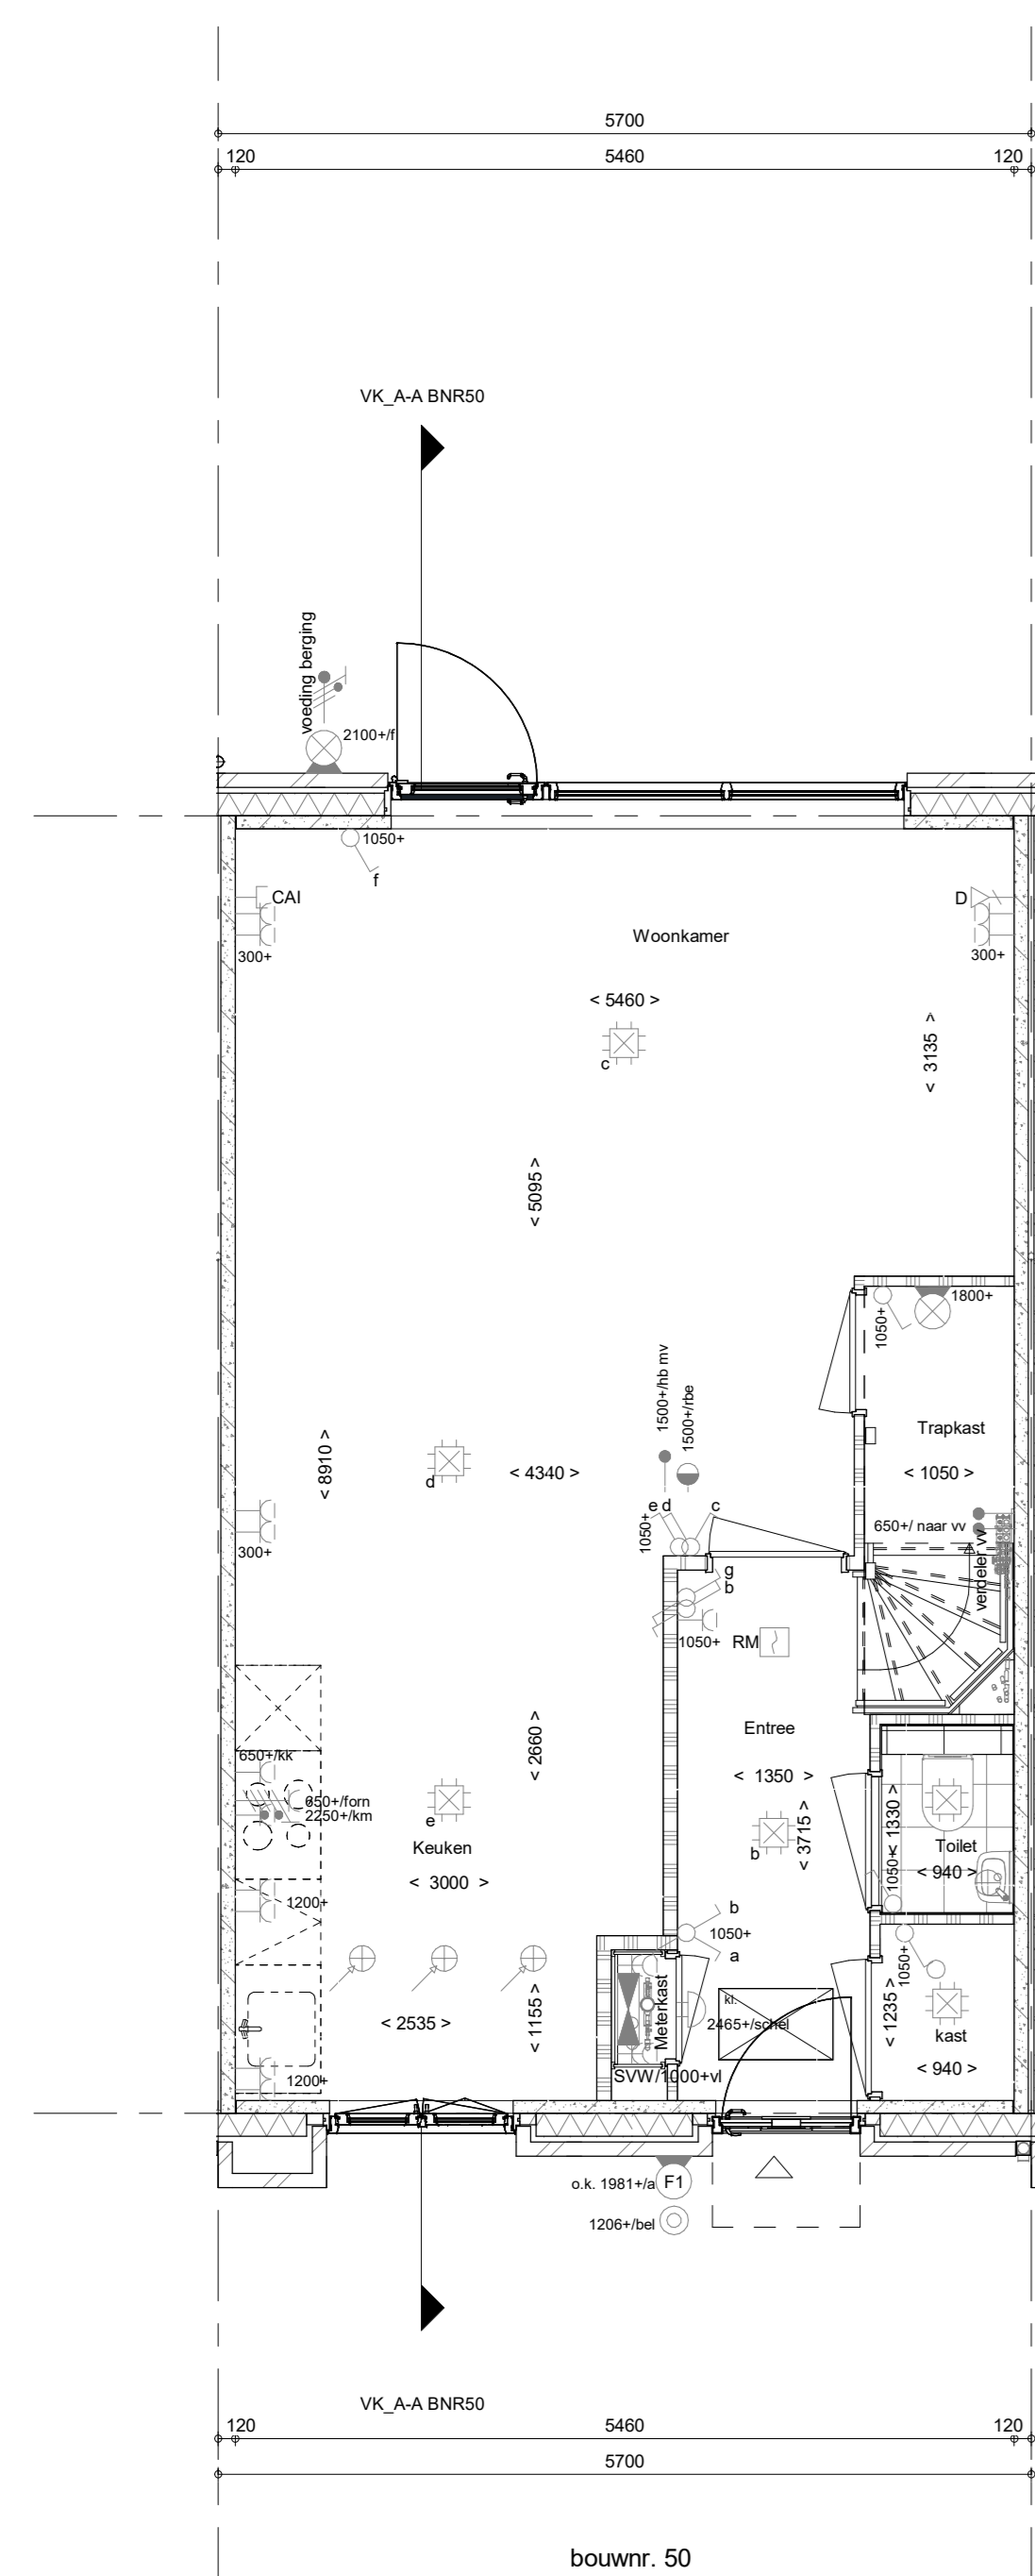 5700
120 5460 120
VK_A-A BNR50
voeding berging
2100+/f
1050+
f
CAI
300+
D
300+
Woonkamer
< 5460 >
c
< 3135 >
< 5095 >
1050+
1800+
1500+/hb mv
1500+/rbe
Trapkast
< 8910 >
d
< 4340 >
< 1050 >
e d c
1050+
300+
650+/ naar vv
verdeler vv
g
b
1050+
RM
Entree
650+/kk
< 2660 >
< 1350 >
650+/forn
2250+/km
e
Keuken
< 3000 >
b
< 3715 >
< 1330 >
1050+
Toilet
< 940 >
1200+
b
1050+
a
1050+
Meterkast
kl.
2465+/schel
< 2535 >
< 1155 >
< 1235 >
kast
< 940 >
1200+
SVW/1000+vl
o.k. 1981+/a
F1
1206+/bel
VK_A-A BNR50
120 5460 120
5700
bouwnr. 50